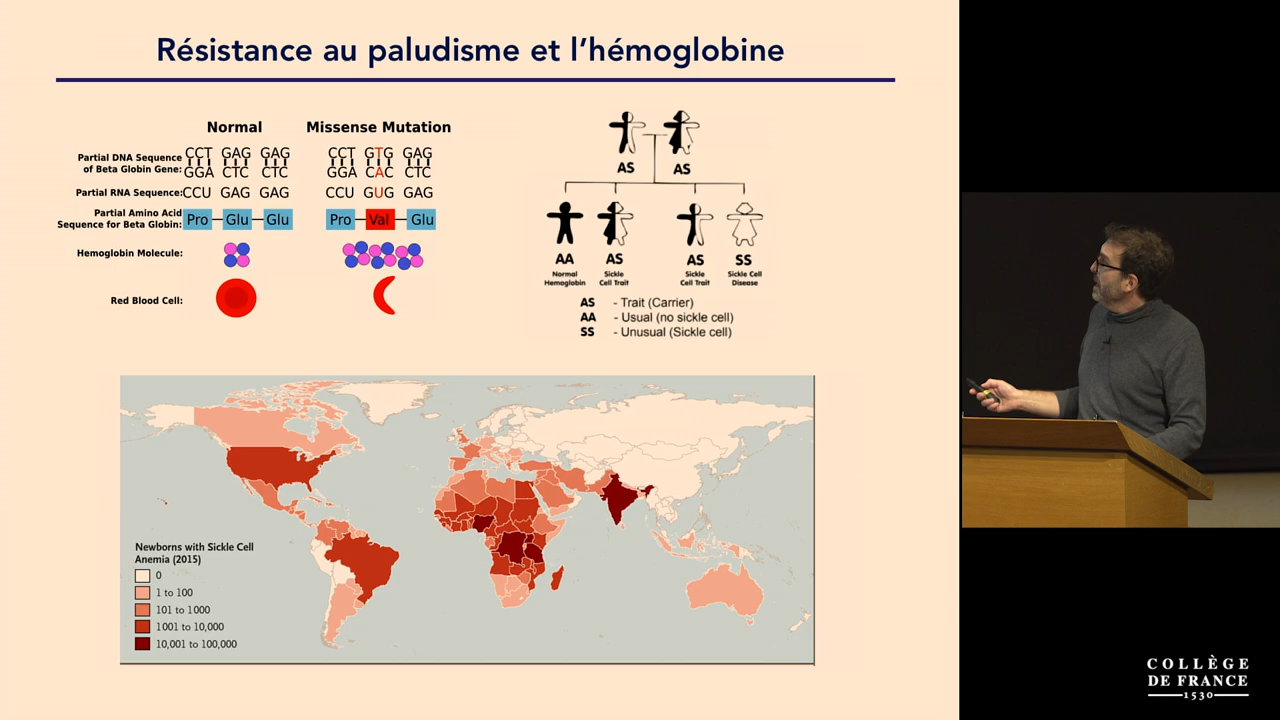 Résistance au paludisme et l'hémoglobine
Normal
Missense Mutation
Partial DNA Sequence
of Beta Globin Gene:
CCT GAG GAG
GGA CTC CTC
CCT GTG GAG
GGA CAC CTC
Partial RNA Sequence:
CCU GAG GAG
CCU GUG GAG
Partial Amino Acid
Sequence for Beta Globin:
Pro Glu Glu
Pro Val Glu
Hemoglobin Molecule:
Red Blood Cell:
AS AS
AA AS AS SS
Normal
Hemoglobin
Sickle
Cell Trait
Sickle
Cell Trait
Sickle Cell
Disease
AS - Trait (Carrier)
AA - Usual (no sickle cell)
SS - Unusual (Sickle cell)
Newborns with Sickle Cell
Anemia (2015)
0
1 to 100
101 to 1000
1001 to 10,000
10,001 to 100,000
COLLÈGE
DE FRANCE
1530